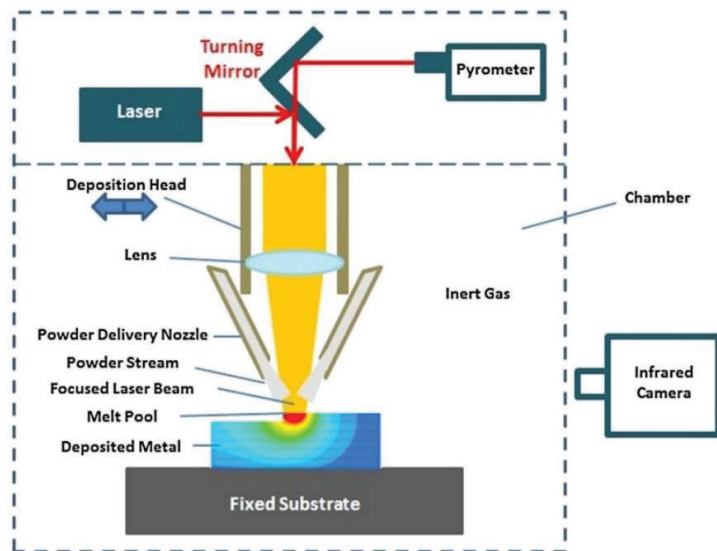 Turning
Mirror
Pyrometer
Laser
Deposition Head
Chamber
Lens
Inert Gas
Powder Delivery Nozzle
Powder Stream
Focused Laser Beam
Infrared
Camera
Melt Pool
Deposited Metal
Fixed Substrate